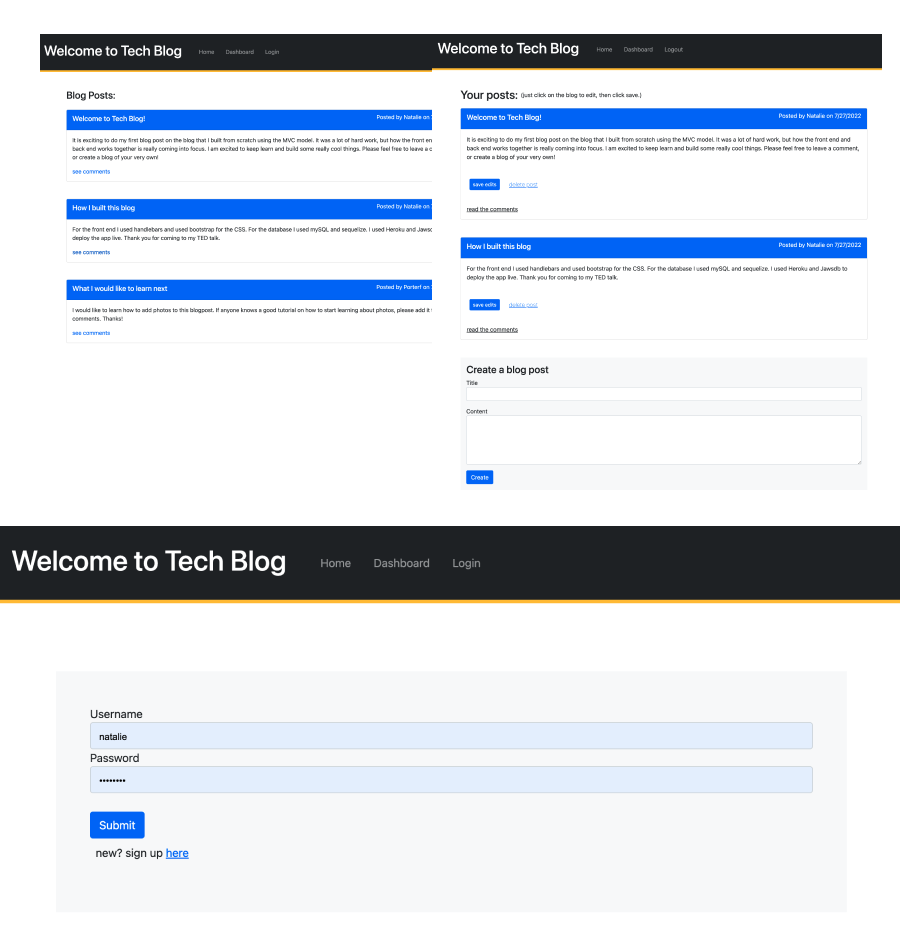 Welcome to Tech Blog Home Dashboard Login
Blog Posts:
Welcome to Tech Blog! Posted by Natalie on
It is exciting to do my first blog post on the blog that I built from scratch using the MVC model. It was a lot of hard work, but how the front en
back end works together is really coming into focus. I am excited to keep learn and build some really cool things. Please feel free to leave a c
or create a blog of your very own!
see comments
How I built this blog Posted by Natalie on
For the front end I used handlebars and used bootstrap for the CSS. For the database I used mySQL and sequelize. I used Heroku and Jawsd
deploy the app live. Thank you for coming to my TED talk.
see comments
What I would like to learn next Posted by Porterf on
I would like to learn how to add photos to this blogpost. If anyone knows a good tutorial on how to start learning about photos, please add it
comments. Thanks!
see comments
Welcome to Tech Blog Home Dashboard Logout
Your posts: (just click on the blog to edit, then click save.)
Welcome to Tech Blog! Posted by Natalie on 7/27/2022
It is exciting to do my first blog post on the blog that I built from scratch using the MVC model. It was a lot of hard work, but how the front end and
back end works together is really coming into focus. I am excited to keep learn and build some really cool things. Please feel free to leave a comment,
or create a blog of your very own!
save edits delete post
read the comments
How I built this blog Posted by Natalie on 7/27/2022
For the front end I used handlebars and used bootstrap for the CSS. For the database I used mySQL and sequelize. I used Heroku and Jawsdb to
deploy the app live. Thank you for coming to my TED talk.
save edits delete post
read the comments
Create a blog post
Title
Content
Create
Welcome to Tech Blog Home Dashboard Login
Username
natalie
Password
••••••••
Submit
new? sign up here